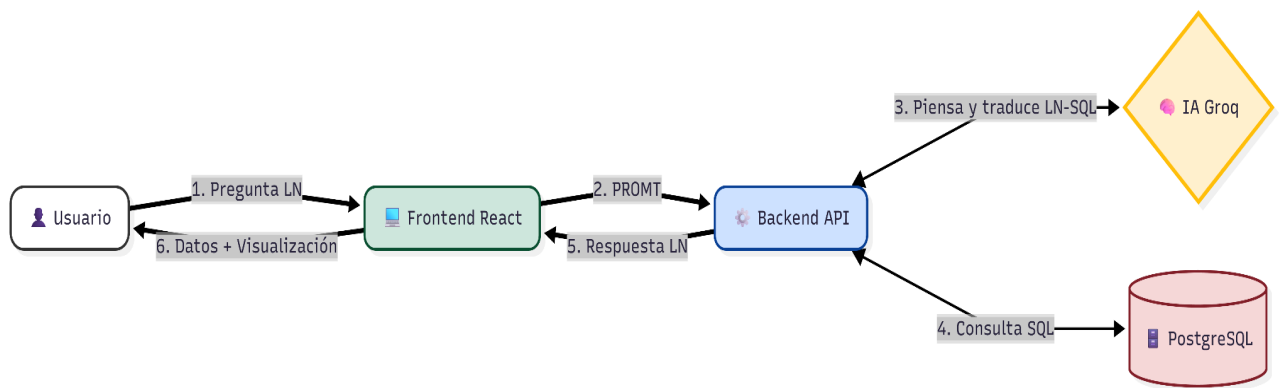 3. Piensa y traduce LN-SQL
IA Groq
1. Pregunta LN
2. PROMT
Usuario
Frontend React
Backend API
6. Datos + Visualización
5. Respuesta LN
4. Consulta SQL
PostgreSQL